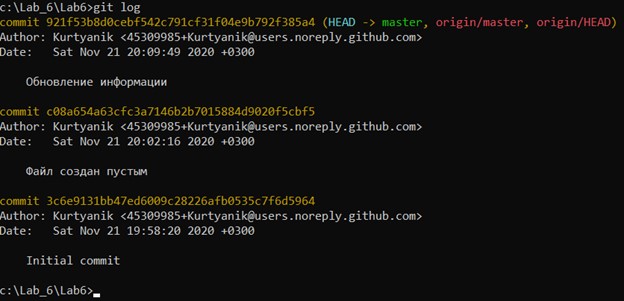 c:\Lab_6\Lab6>git log
commit 921f53b8d0cebf542c791cf31f04e9b792f385a4 (HEAD -> master, origin/master, origin/HEAD)
Author: Kurtyanik <45309985+Kurtyanik@users.noreply.github.com>
Date:   Sat Nov 21 20:09:49 2020 +0300
Обновление информации
commit c08a654a63cfc3a7146b2b7015884d9020f5cbf5
Author: Kurtyanik <45309985+Kurtyanik@users.noreply.github.com>
Date:   Sat Nov 21 20:02:16 2020 +0300
Файл создан пустым
commit 3c6e9131bb47ed6009c28226afb0535c7f6d5964
Author: Kurtyanik <45309985+Kurtyanik@users.noreply.github.com>
Date:   Sat Nov 21 19:58:20 2020 +0300
Initial commit
c:\Lab_6\Lab6>